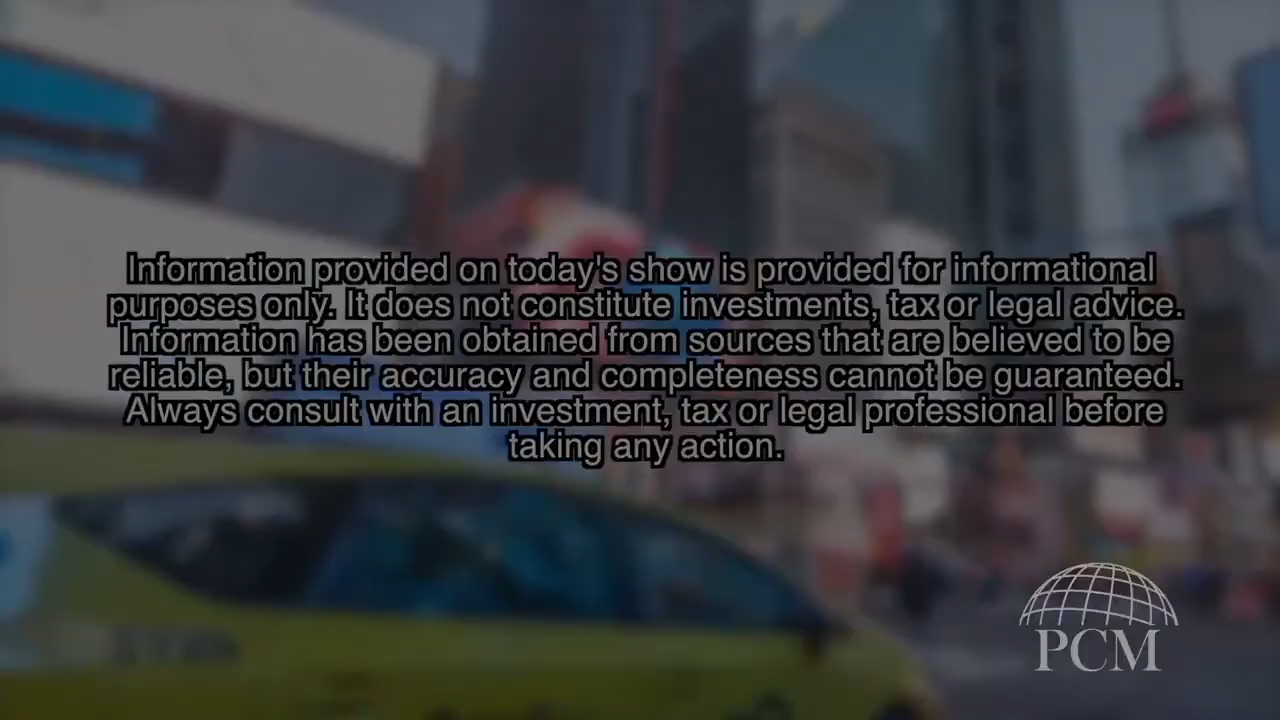 Information provided on today's show is provided for informational
purposes only. It does not constitute investments, tax or legal advice.
Information has been obtained from sources that are believed to be
reliable, but their accuracy and completeness cannot be guaranteed.
Always consult with an investment, tax or legal professional before
taking any action.
PCM